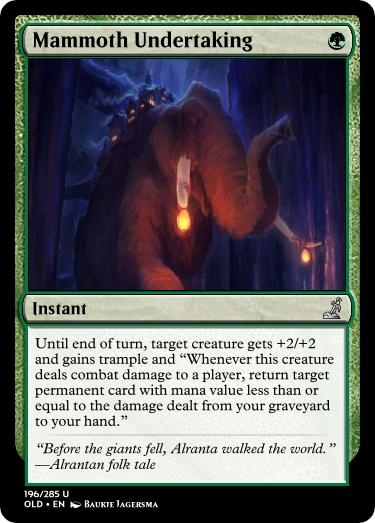 Mammoth Undertaking
Instant
Until end of turn, target creature gets +2/+2
and gains trample and “Whenever this creature
deals combat damage to a player, return target
permanent card with mana value less than or
equal to the damage dealt from your graveyard
to your hand.”
“Before the giants fell, Alranta walked the world.”
—Alrantan folk tale
196/285 U
OLD • EN Baukje Jagersma